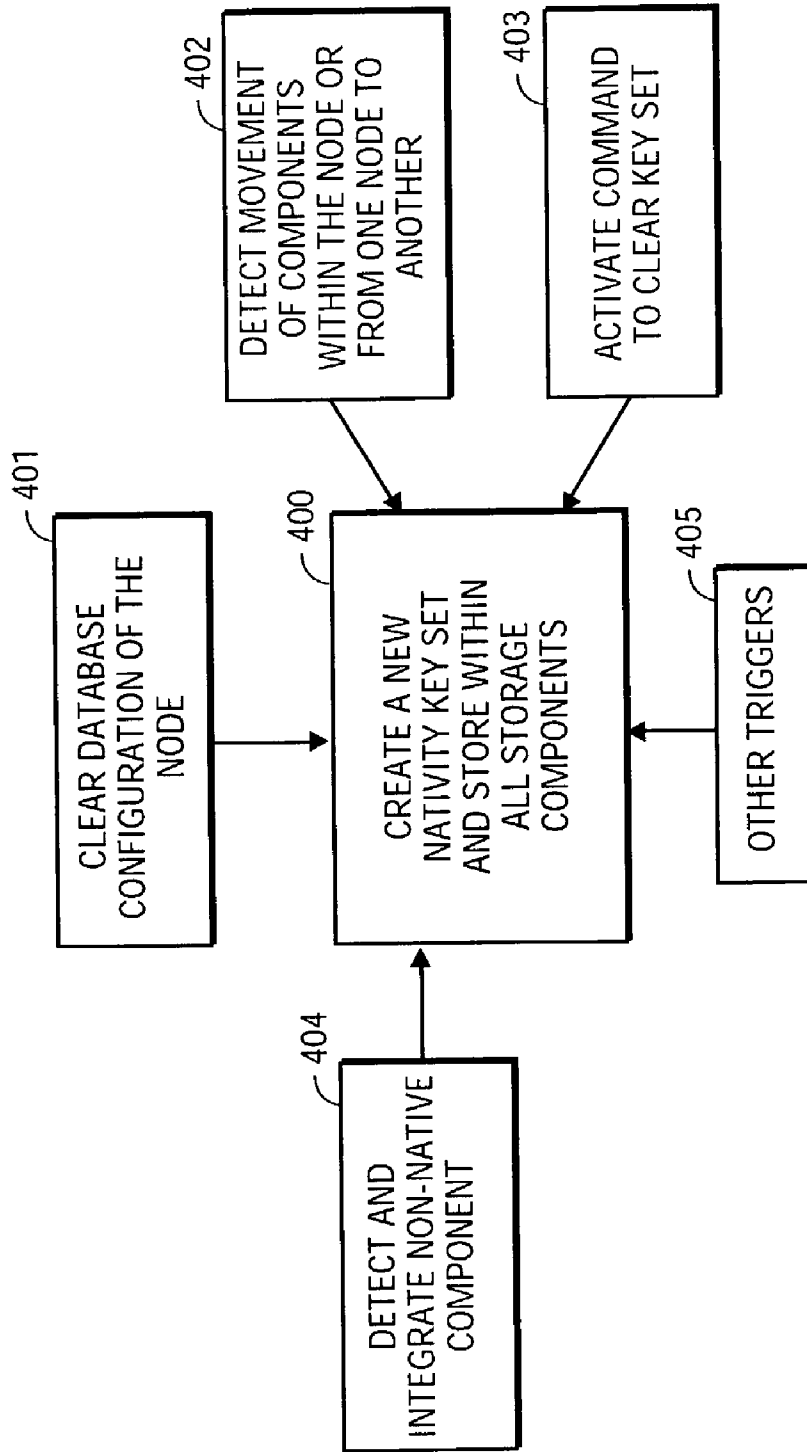 401
CLEAR DATABASE
CONFIGURATION OF THE
NODE
402
DETECT MOVEMENT
OF COMPONENTS
WITHIN THE NODE OR
FROM ONE NODE TO
ANOTHER
404
DETECT AND
INTEGRATE NON-NATIVE
COMPONENT
400
CREATE A NEW
NATIVITY KEY SET
AND STORE WITHIN
ALL STORAGE
COMPONENTS
403
ACTIVATE COMMAND
TO CLEAR KEY SET
405
OTHER TRIGGERS